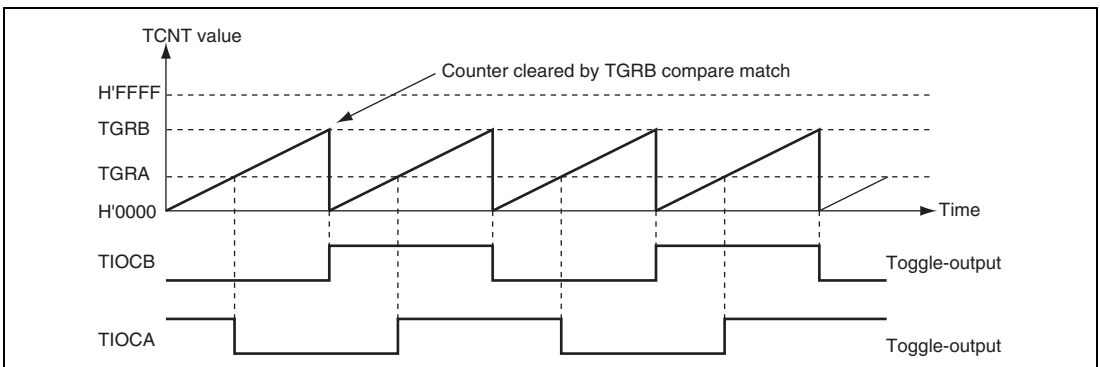 TCNT value
Counter cleared by TGRB compare match
H'FFFF
TGRB
TGRA
H'0000
Time
TIOCB
Toggle-output
TIOCA
Toggle-output